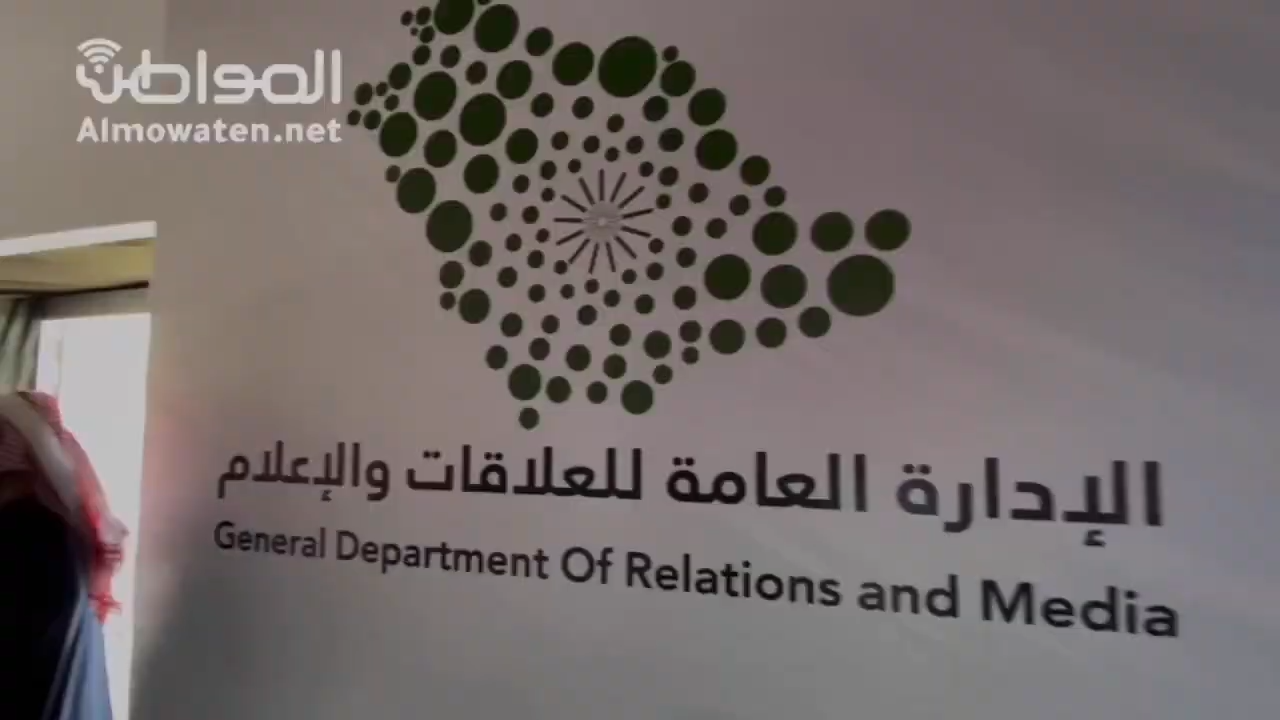 المواطن
Almowaten.net
الإدارة العامة للعلاقات والإعلام
General Department Of Relations and Media